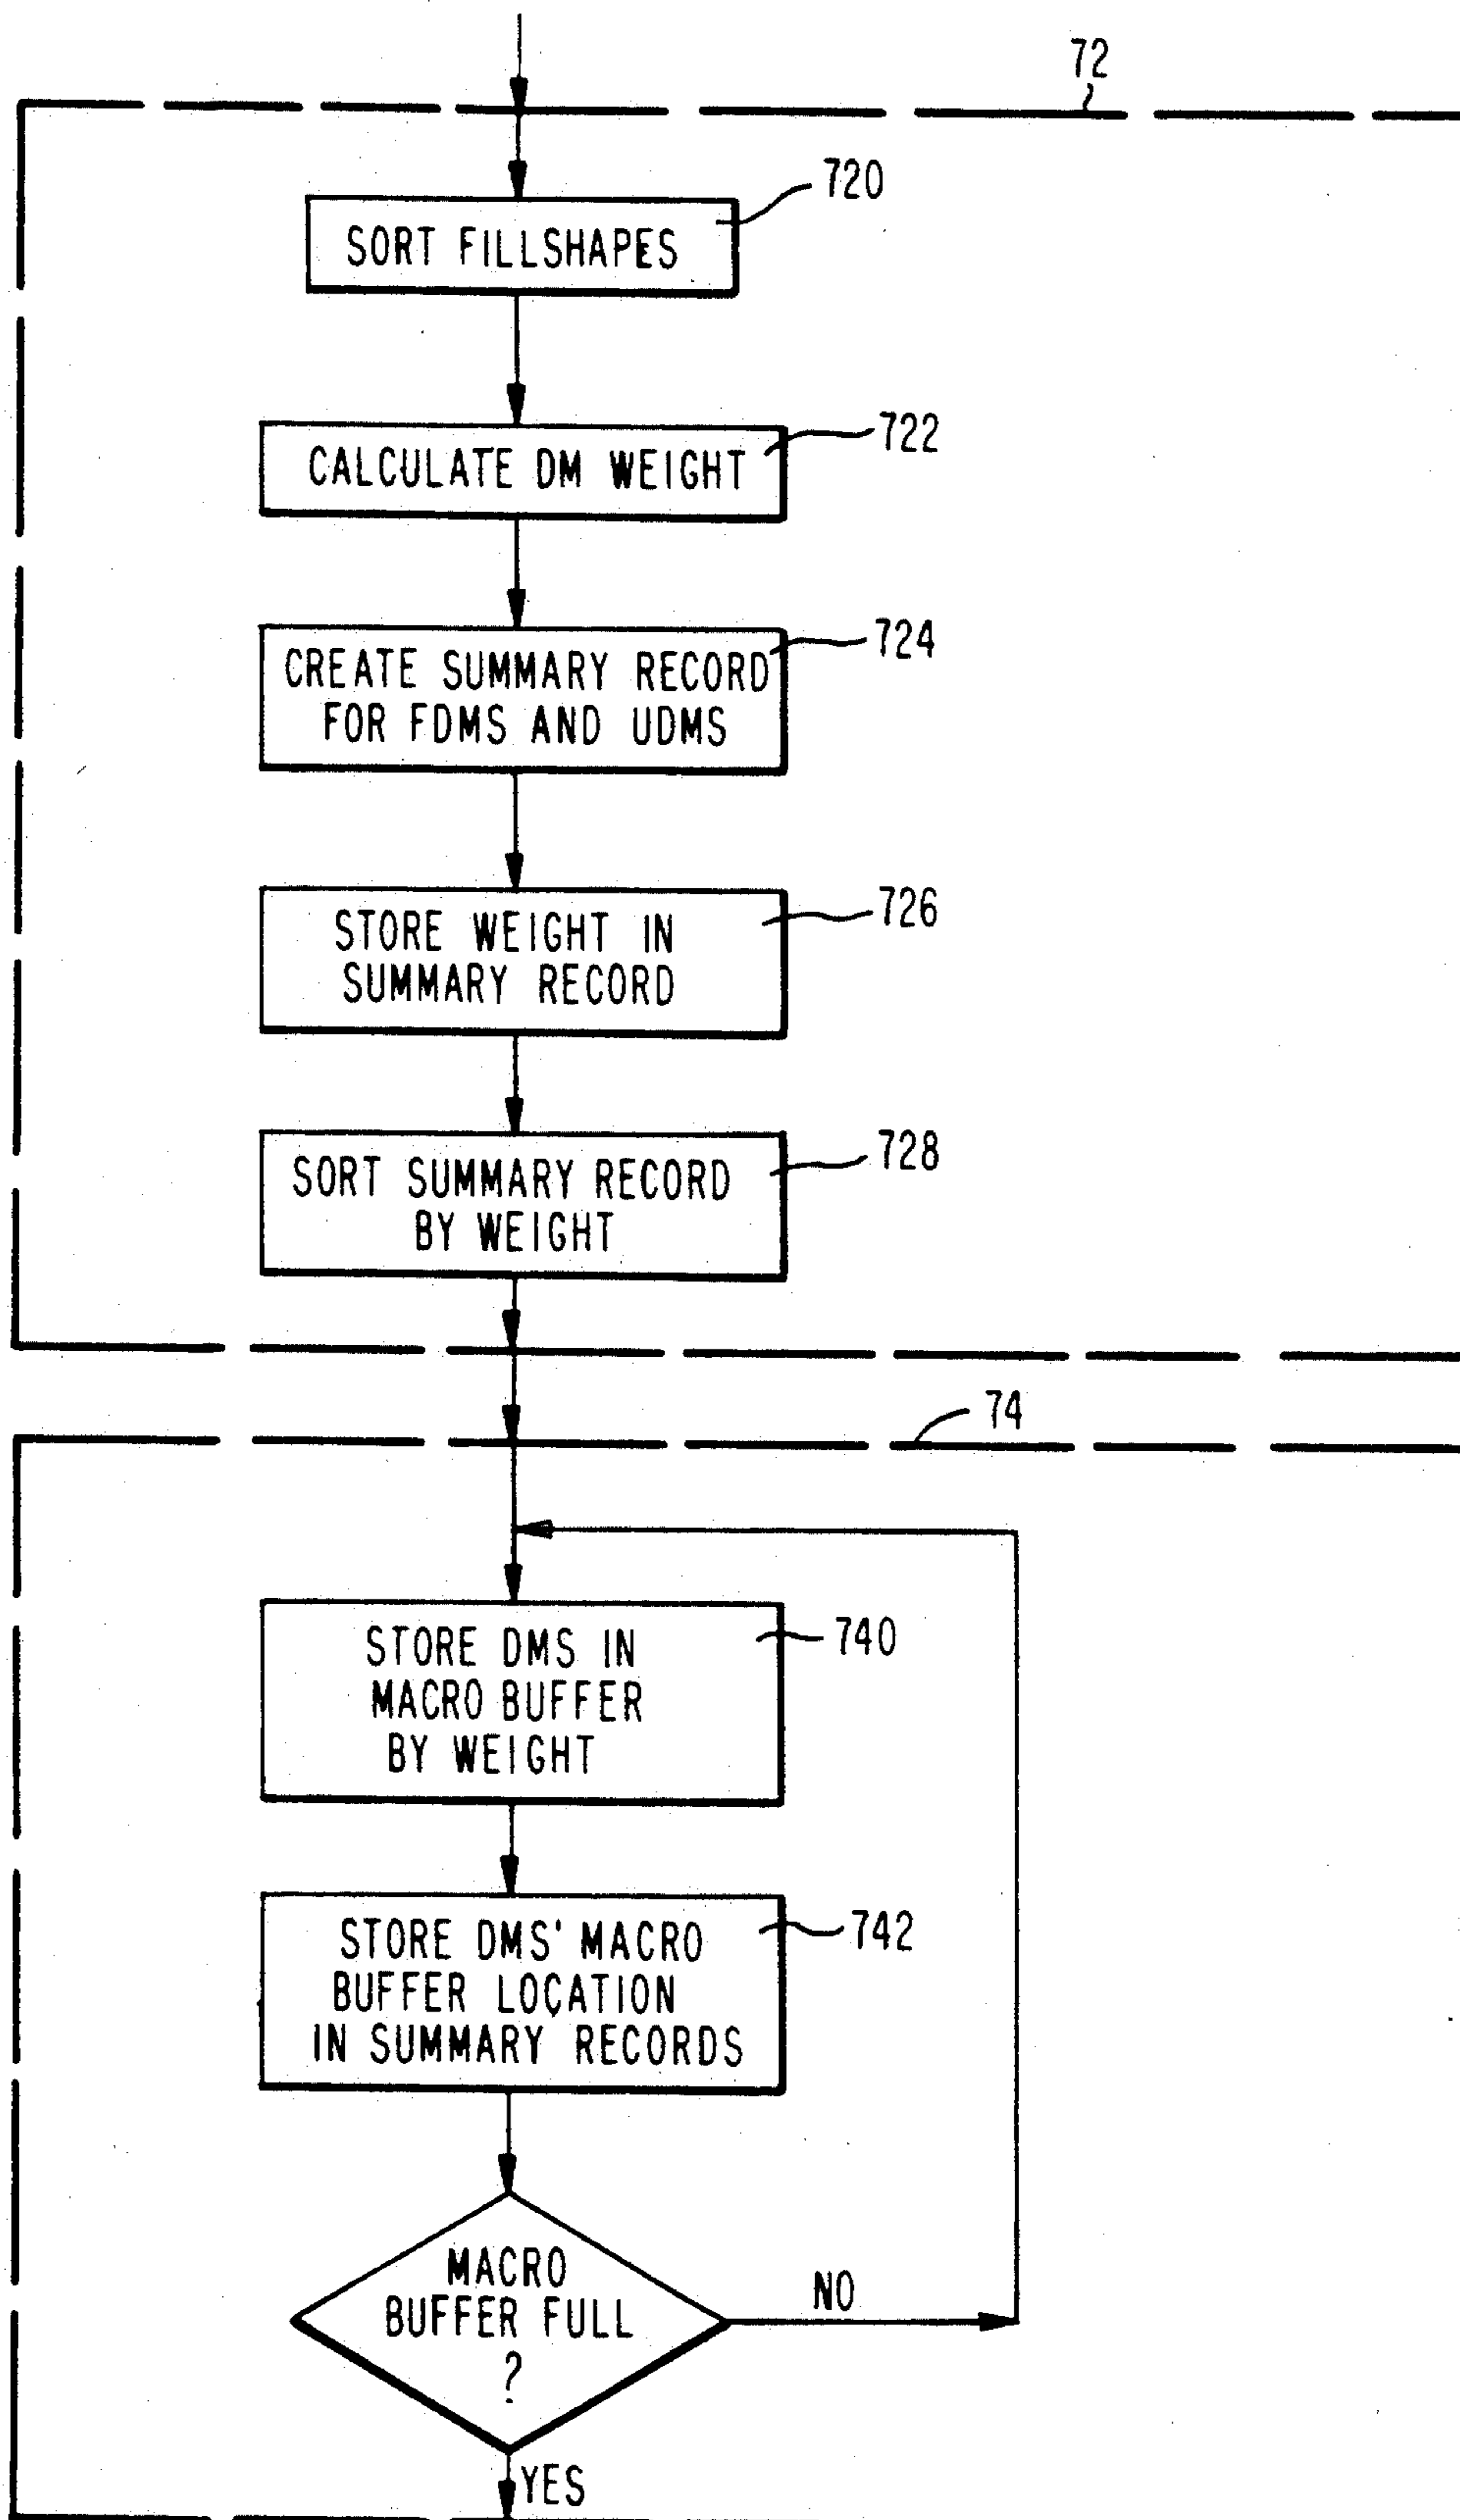 72
720
SORT FILLSHAPES
722
CALCULATE DM WEIGHT
724
CREATE SUMMARY RECORD
FOR FDMS AND UDMS
726
STORE WEIGHT IN
SUMMARY RECORD
728
SORT SUMMARY RECORD
BY WEIGHT
74
740
STORE DMS IN
MACRO BUFFER
BY WEIGHT
742
STORE DMS' MACRO
BUFFER LOCATION
IN SUMMARY RECORDS
MACRO
BUFFER FULL
?
NO
YES